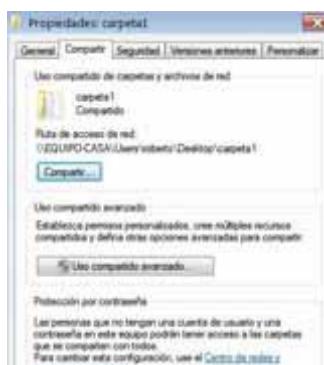 Propiedades: carpeta1
General Compartir Seguridad Versiones anteriores Personalizar
Uso compartido de carpetas y archivos de red
carpeta1
Compartido
Ruta de acceso de red:
\\EQUIPO-CASA\Users\roberto\Desktop\carpeta1
Compartir...
Uso compartido avanzado
Establezca permisos personalizados, cree múltiples recursos
compartidos y defina otras opciones avanzadas para compartir.
Uso compartido avanzado...
Protección por contraseña
Las personas que no tengan una cuenta de usuario y una
contraseña en este equipo podrán tener acceso a las carpetas
que se comparten con todos.
Para cambiar esta configuración, use el Centro de redes y